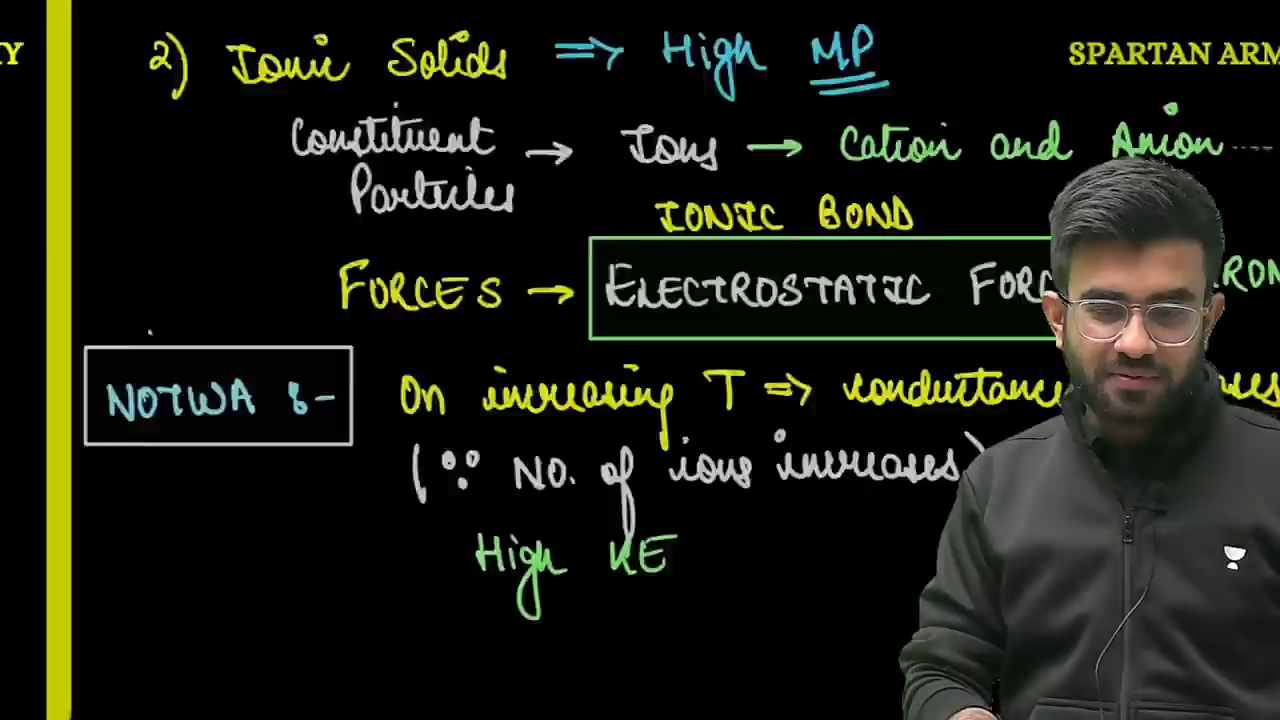 2) Ionic Solids ⇒ High MP
SPARTAN ARM
Constituent Particles → Ions → Cation and Anion
IONIC BOND
FORCES → ELECTROSTATIC FORC RON
NOTWA :- On increasing T ⇒ conductance
(∵ NO. of ions increases)
High KE